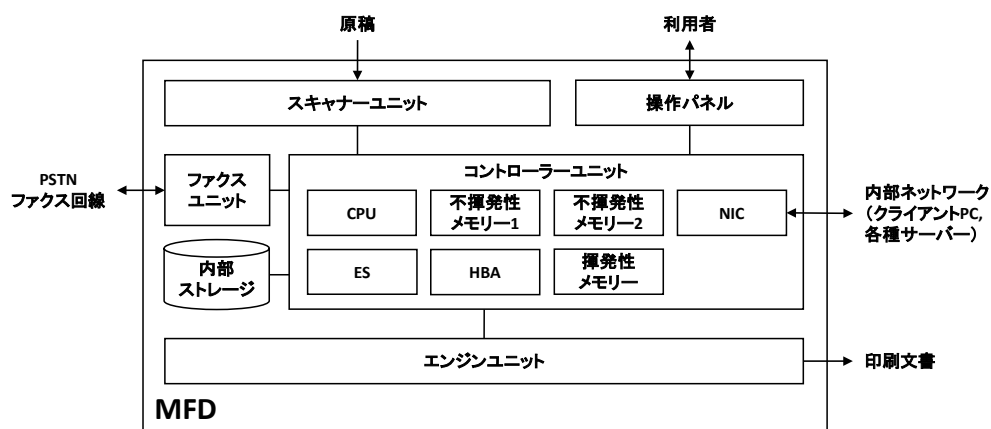 原稿
利用者
スキャナーユニット
操作パネル
PSTN
ファクス回線
ファクス
ユニット
コントローラーユニット
CPU
不揮発性
メモリー1
不揮発性
メモリー2
NIC
内部ネットワーク
(クライアントPC,
各種サーバー)
内部
ストレージ
ES
HBA
揮発性
メモリー
エンジンユニット
印刷文書
MFD